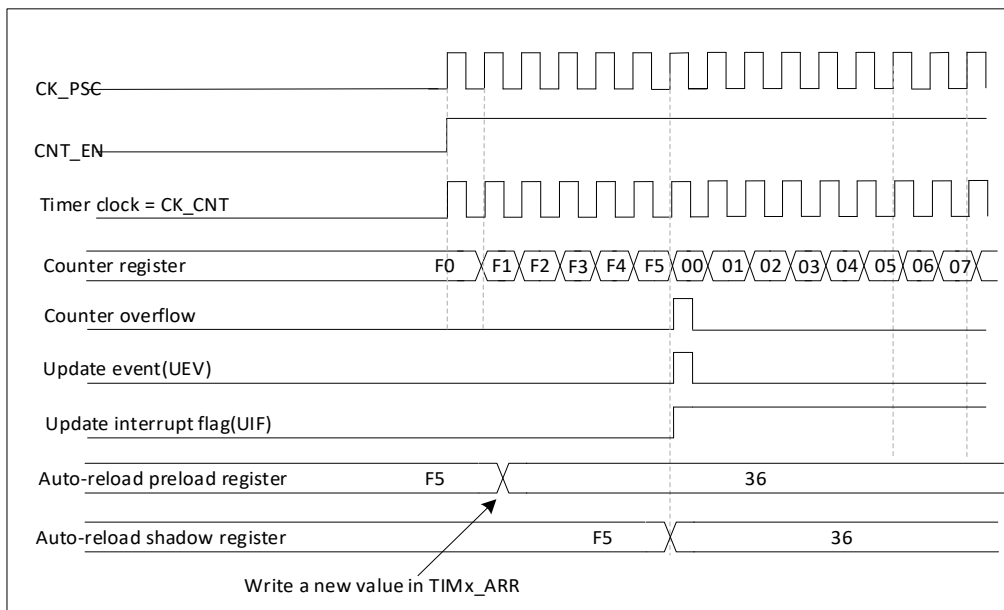 CK_PSC
CNT_EN
Timer clock = CK_CNT
Counter register F0 F1 F2 F3 F4 F5 00 01 02 03 04 05 06 07
Counter overflow
Update event(UEV)
Update interrupt flag(UIF)
Auto-reload preload register F5 36
Auto-reload shadow register F5 36
Write a new value in TIMx_ARR